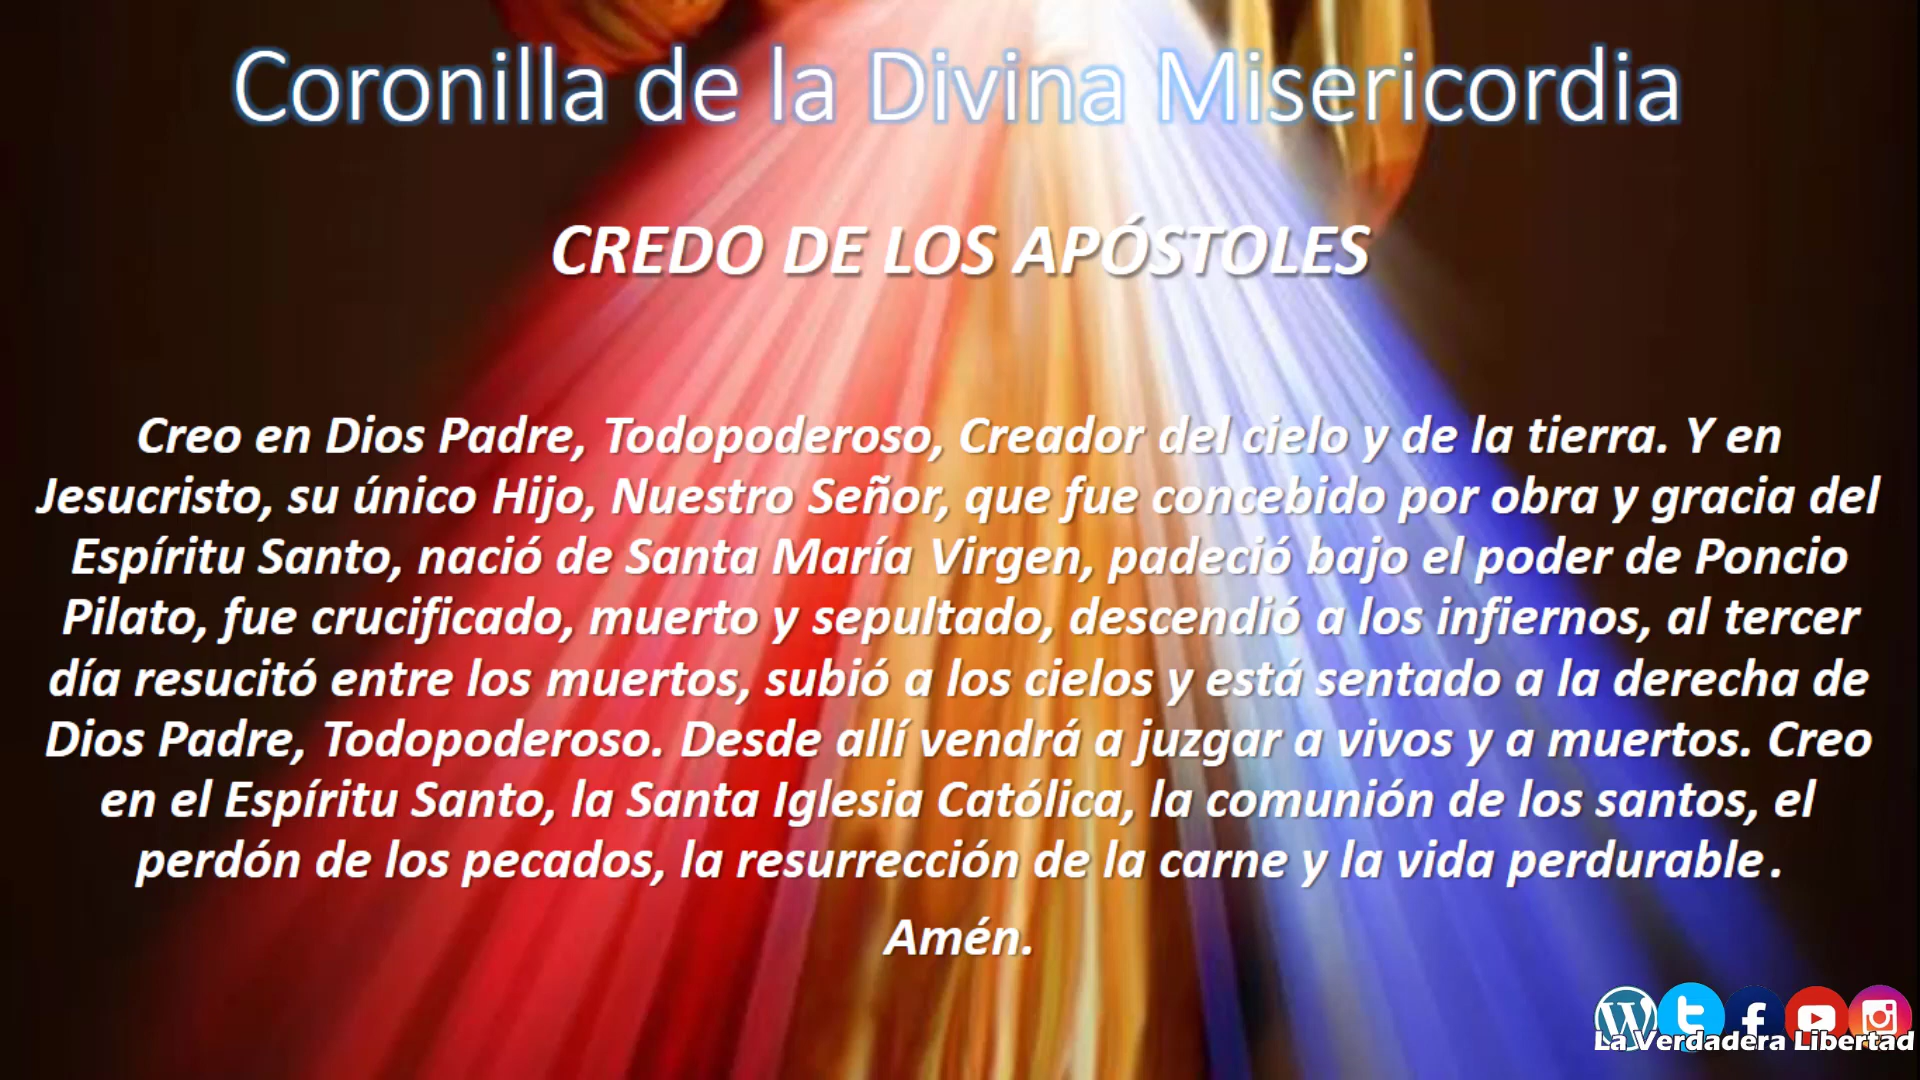 Coronilla de la Divina Misericordia
CREDO DE LOS APÓSTOLES
Creo en Dios Padre, Todopoderoso, Creador del cielo y de la tierra. Y en
Jesucristo, su único Hijo, Nuestro Señor, que fue concebido por obra y gracia del
Espíritu Santo, nació de Santa María Virgen, padeció bajo el poder de Poncio
Pilato, fue crucificado, muerto y sepultado, descendió a los infiernos, al tercer
día resucitó entre los muertos, subió a los cielos y está sentado a la derecha de
Dios Padre, Todopoderoso. Desde allí vendrá a juzgar a vivos y a muertos. Creo
en el Espíritu Santo, la Santa Iglesia Católica, la comunión de los santos, el
perdón de los pecados, la resurrección de la carne y la vida perdurable.
Amén.
La Verdadera Libertad